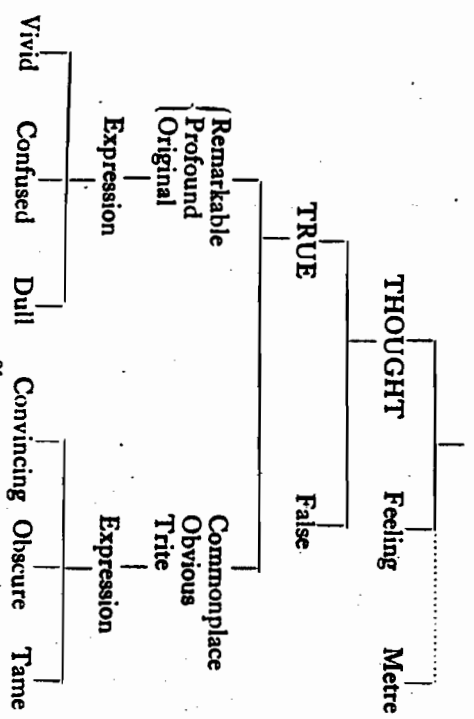 THOUGHT Feeling Metre
TRUE False
Remarkable
Profound
Original
Commonplace
Obvious
Trite
Expression Expression
Vivid Confused Dull Convincing Obscure Tame